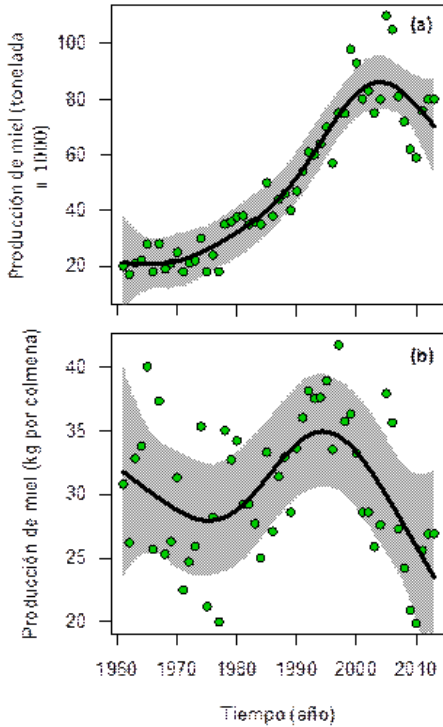 Producción de miel (tonelada
1000)
(a)
100
80
60
40
20
Producción de miel (kg por colmena)
(b)
40
35
30
25
20
1960 1970 1980 1990 2000 2010
Tiempo (año)